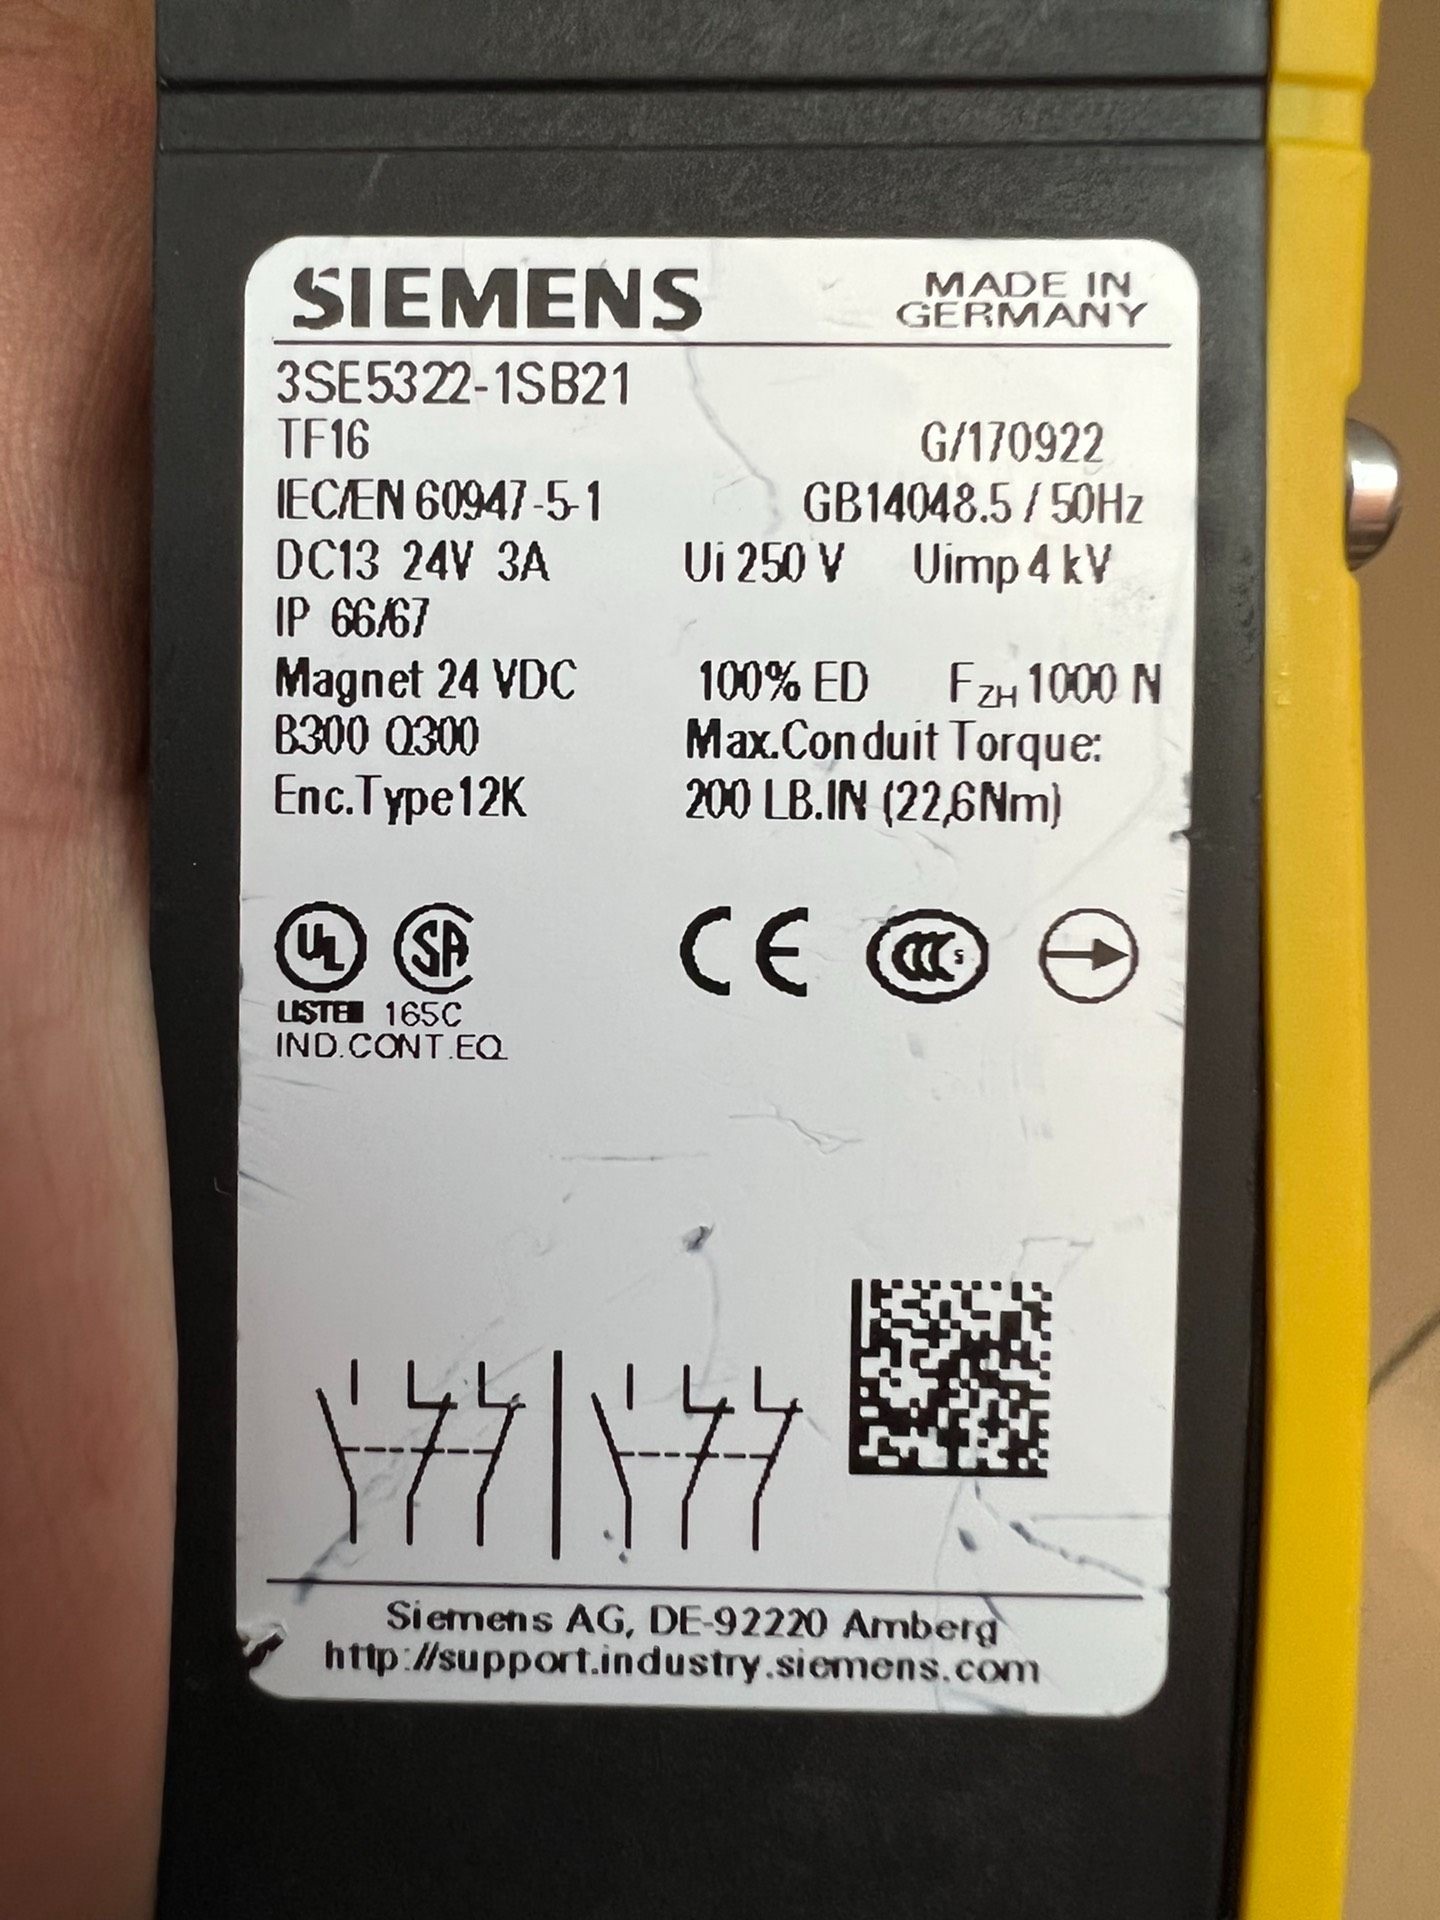 SIEMENS
MADE IN
GERMANY
3SE5322-1SB21
TF16 G/170922
IEC/EN 60947-5-1 GB14048.5 / 50Hz
DC13 24V 3A Ui 250 V Uimp 4 kV
IP 66/67
Magnet 24 VDC 100% ED FZH 1000 N
B300 Q300 Max.Conduit Torque:
Enc.Type12K 200 LB.IN (22,6Nm)
UL SA CE CCC S
LISTED 165C
IND.CONT.EQ
Siemens AG, DE-92220 Amberg
http://support.industry.siemens.com